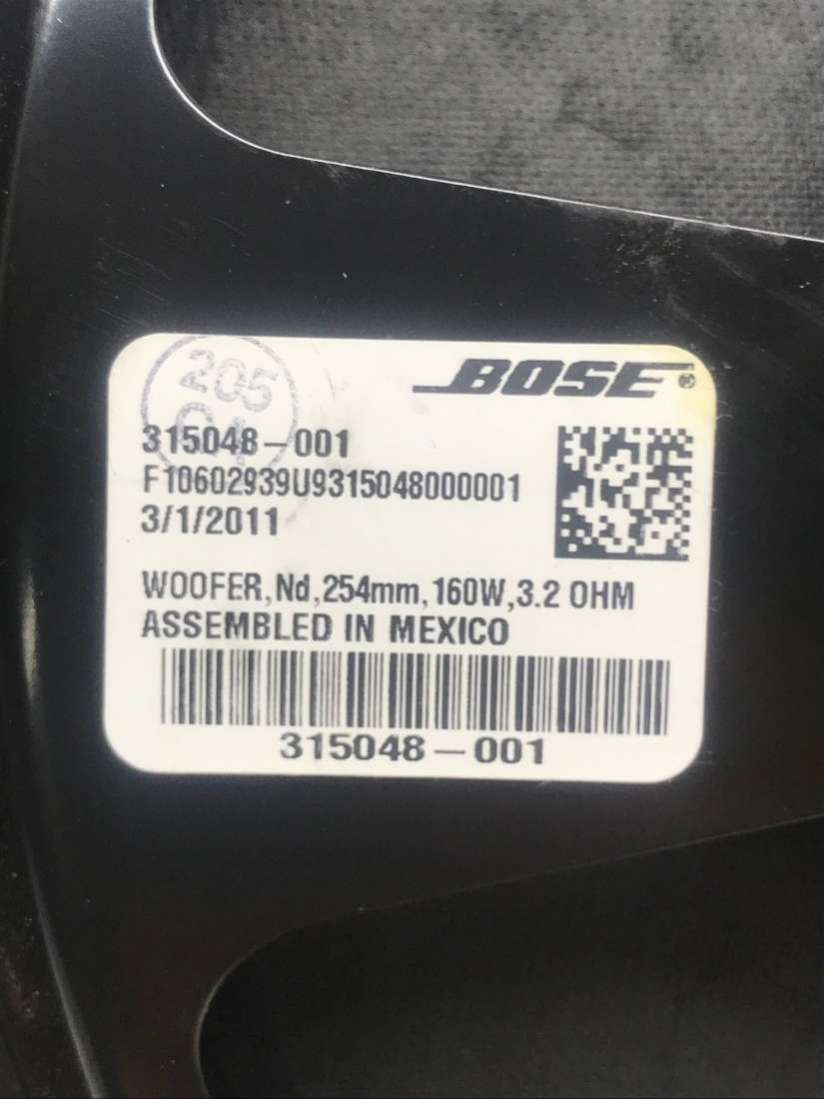 205
BOSE®
315048-001
F10602939U9315048000001
3/1/2011
WOOFER,Nd,254mm,160W,3.2 OHM
ASSEMBLED IN MEXICO
315048-001